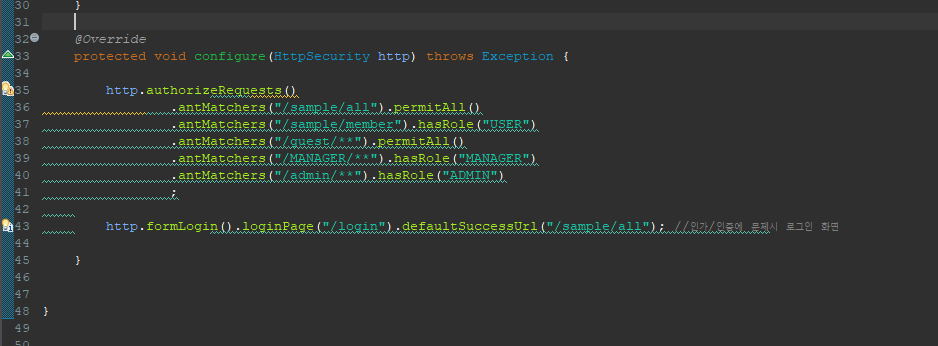 30 }
31
32 @Override
33 protected void configure(HttpSecurity http) throws Exception {
34
35 http.authorizeRequests()
36 .antMatchers("/sample/all").permitAll()
37 .antMatchers("/sample/member").hasRole("USER")
38 .antMatchers("/guest/**").permitAll()
39 .antMatchers("/MANAGER/**").hasRole("MANAGER")
40 .antMatchers("/admin/**").hasRole("ADMIN")
41 ;
42
43 http.formLogin().loginPage("/login").defaultSuccessUrl("/sample/all"); //인가/인증에 문제시 로그인 화면
44
45 }
46
47
48 }
49
50